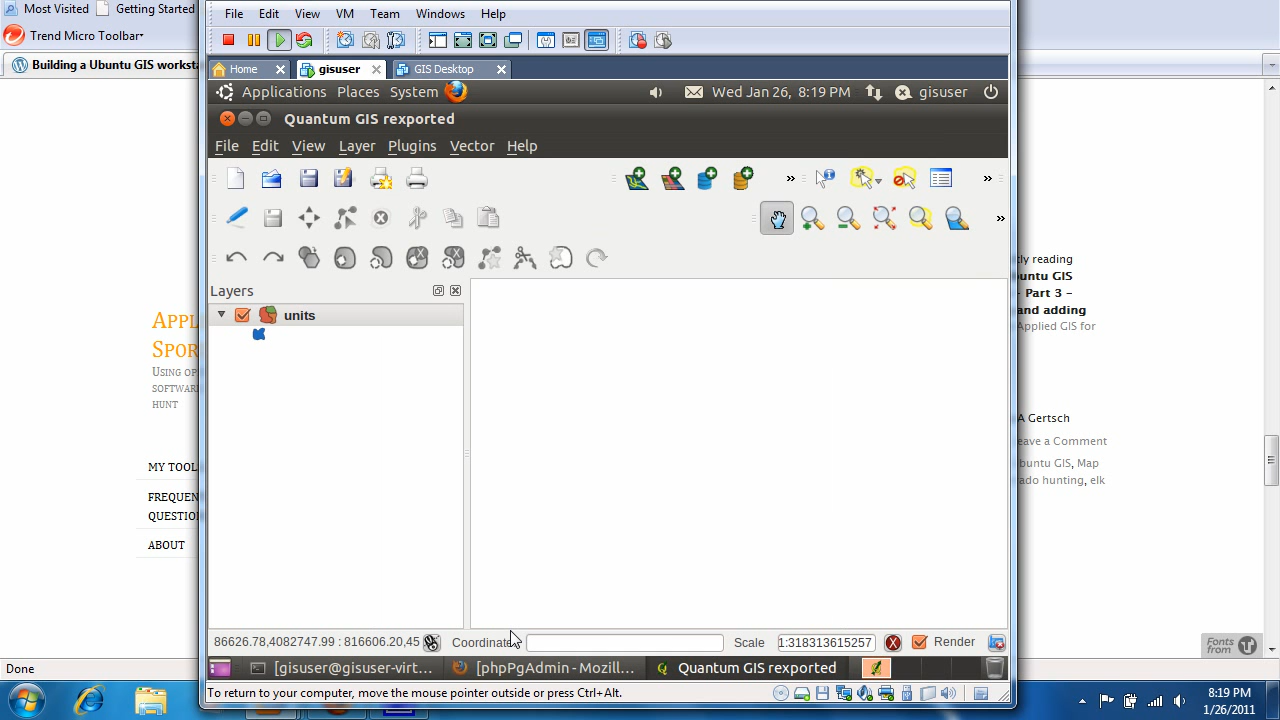 Most Visited Getting Started
Trend Micro Toolbar
Building a Ubuntu GIS worksta
File Edit View VM Team Windows Help
Home gisuser GIS Desktop
Applications Places System Wed Jan 26, 8:19 PM gisuser
Quantum GIS rexported
File Edit View Layer Plugins Vector Help
Layers
units
86626.78,4082747.99 : 816606.20,45 Coordinate Scale 1:318313615257 Render
[gisuser@gisuser-virt... [phpPgAdmin - Mozill... Quantum GIS rexported
To return to your computer, move the mouse pointer outside or press Ctrl+Alt.
APPL
SPOR
USING OP
SOFTWARE
HUNT
MY TOOL
FREQUEN
QUESTIO
ABOUT
tly reading
untu GIS
– Part 3 –
and adding
Applied GIS for
A Gertsch
eave a Comment
buntu GIS, Map
ado hunting, elk
Fonts
from
Done
8:19 PM
1/26/2011